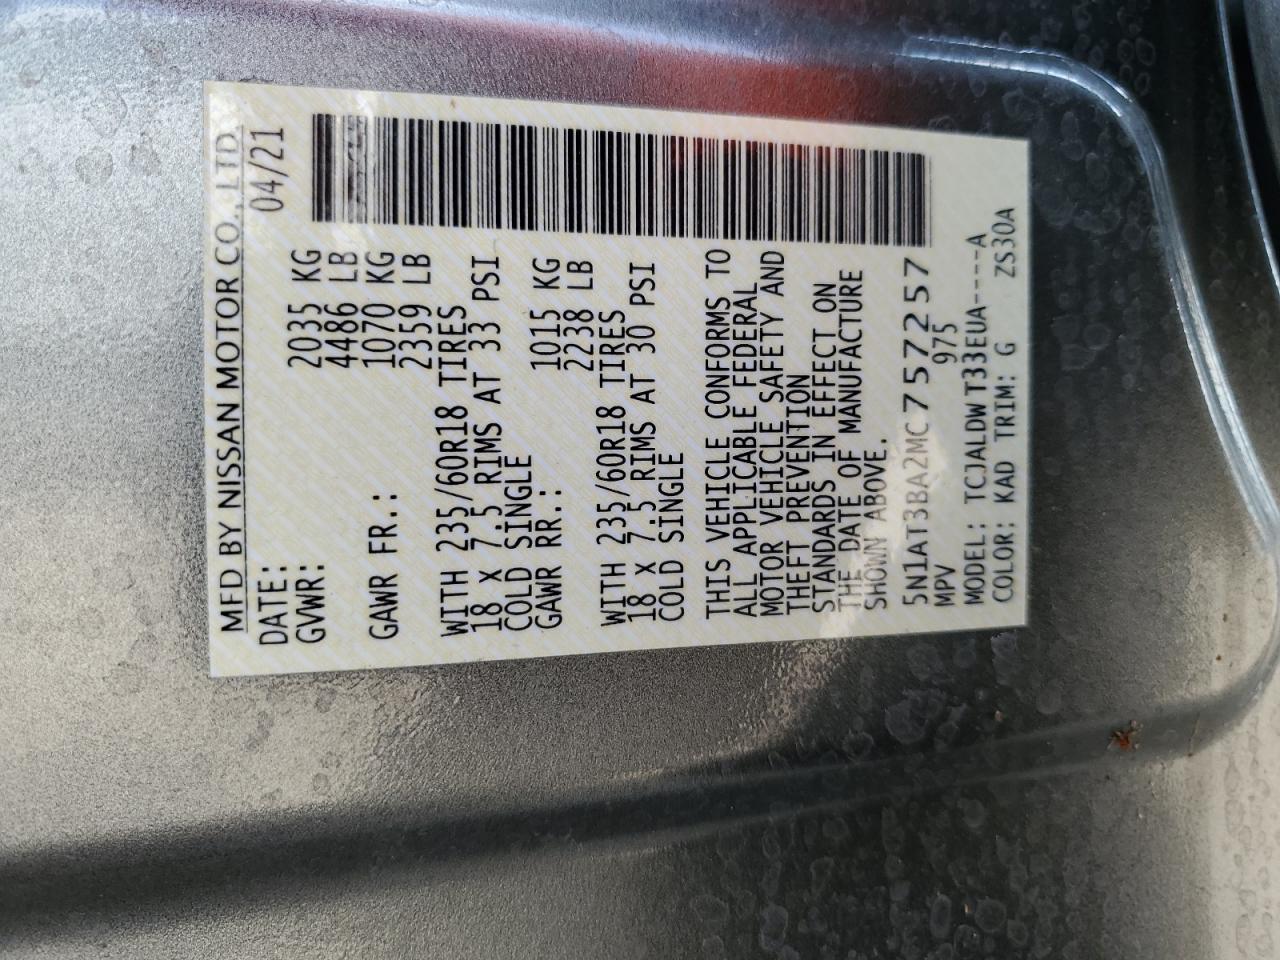 MFD BY NISSAN MOTOR CO.,LTD.
DATE: 04/21
GVWR: 2035 KG
4486 LB
GAWR FR.: 1070 KG
2359 LB
WITH 235/60R18 TIRES
18 X 7.5 RIMS AT 33 PSI
COLD SINGLE
GAWR RR.: 1015 KG
2238 LB
WITH 235/60R18 TIRES
18 X 7.5 RIMS AT 30 PSI
COLD SINGLE
THIS VEHICLE CONFORMS TO
ALL APPLICABLE FEDERAL
MOTOR VEHICLE SAFETY AND
THEFT PREVENTION
STANDARDS IN EFFECT ON
THE DATE OF MANUFACTURE
SHOWN ABOVE.
5N1AT3BA2MC757257
MPV 975
MODEL: TCJALDW T33EUA-----A
COLOR: KAD TRIM: G ZS30A